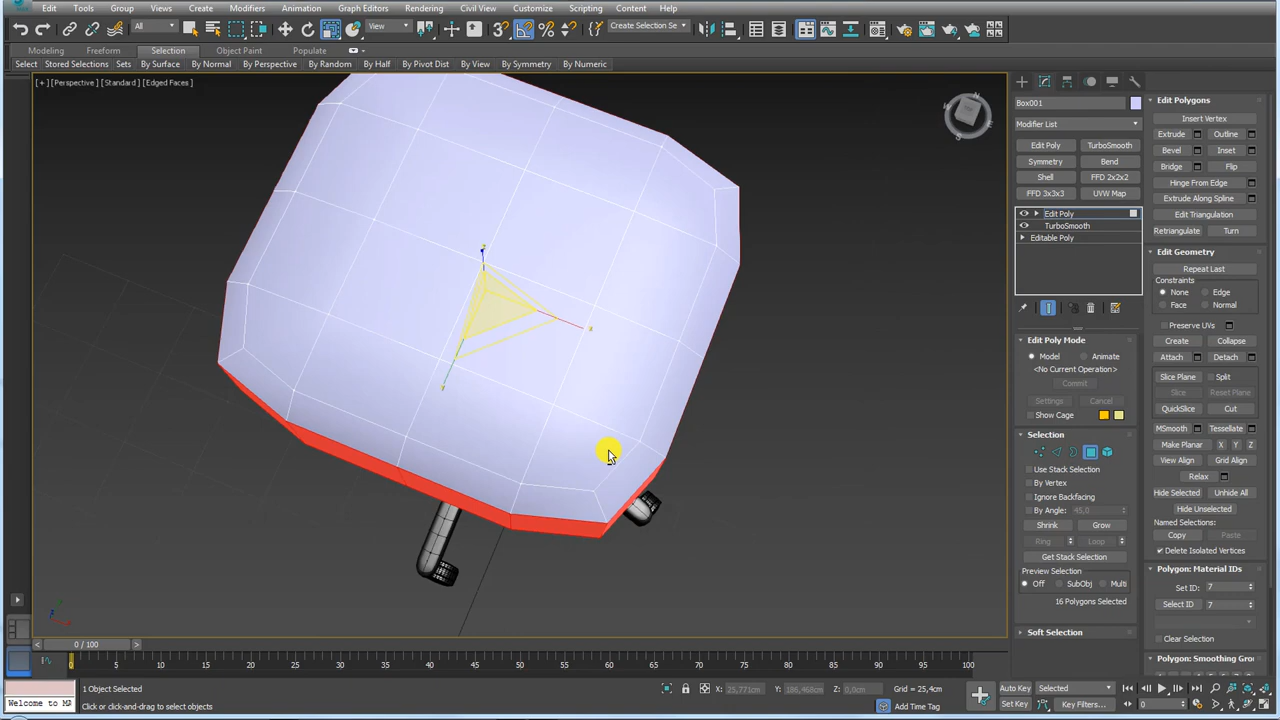 Edit Tools Group Views Create Modifiers Animation Graph Editors Rendering Civil View Customize Scripting Content Help
All View Create Selection Se
Modeling Freeform Selection Object Paint Populate
Select Stored Selections Sets By Surface By Normal By Perspective By Random By Half By Pivot Dist By View By Symmetry By Numeric
[+] [Perspective] [Standard] [Edged Faces]
Box001
Modifier List
Edit Poly TurboSmooth
Symmetry Bend
Shell FFD 2x2x2
FFD 3x3x3 UVW Map
Edit Poly
TurboSmooth
Editable Poly
Edit Poly Mode
Model Animate
<No Current Operation>
Commit
Settings Cancel
Show Cage
Selection
Use Stack Selection
By Vertex
Ignore Backfacing
By Angle: 45,0
Shrink Grow
Ring Loop
Get Stack Selection
Preview Selection
Off SubObj Multi
16 Polygons Selected
Soft Selection
Edit Polygons
Insert Vertex
Extrude Outline
Bevel Inset
Bridge Flip
Hinge From Edge
Extrude Along Spline
Edit Triangulation
Retriangulate Turn
Edit Geometry
Repeat Last
Constraints
None Edge
Face Normal
Preserve UVs
Create Collapse
Attach Detach
Slice Plane Split
Slice Reset Plane
QuickSlice Cut
MSmooth Tessellate
Make Planar X Y Z
View Align Grid Align
Relax
Hide Selected Unhide All
Hide Unselected
Named Selections:
Copy Paste
Delete Isolated Vertices
Polygon: Material IDs
Set ID: 7
Select ID 7
Clear Selection
Polygon: Smoothing Gro
0 / 100
0 5 10 15 20 25 30 35 40 45 50 55 60 65 70 75 80 85 90 95 100
1 Object Selected X: 25,771cm Y: 186,468cm Z: 0,0cm Grid = 25,4cm Auto Key Selected
Welcome to M Click or click-and-drag to select objects Add Time Tag Set Key Key Filters... 0